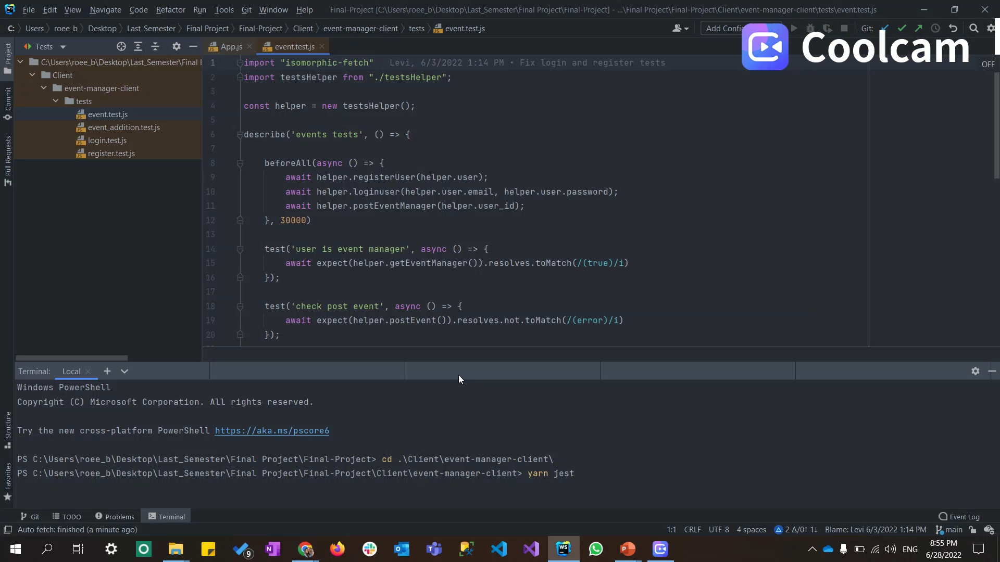 File Edit View Navigate Code Refactor Run Tools Git Window Help Final-Project [C:\Users\roee_b\Desktop\Last_Semester\Final Project\Final-Project] - ...\Final Project\Final-Project\Client\event-manager-client\tests\event.test.js
C: Users roee_b Desktop Last_Semester Final Project Final-Project Client event-manager-client tests event.test.js Add Git:
Coolcam
Tests App.js event.test.js
OFF
Project
Commit
Pull Requests
Structure
Favorites
C:\Users\roee_b\Desktop\Last_Semester\Final
Client
event-manager-client
tests
event.test.js
event_addition.test.js
login.test.js
register.test.js
1 import "isomorphic-fetch" Levi, 6/3/2022 1:14 PM • Fix login and register tests
2 import testsHelper from "./testsHelper";
3
4 const helper = new testsHelper();
5
6 describe('events tests', () => {
7
8 beforeAll(async () => {
9 await helper.registerUser(helper.user);
10 await helper.loginuser(helper.user.email, helper.user.password);
11 await helper.postEventManager(helper.user_id);
12 }, 30000)
13
14 test('user is event manager', async () => {
15 await expect(helper.getEventManager()).resolves.toMatch(/(true)/i)
16 });
17
18 test('check post event', async () => {
19 await expect(helper.postEvent()).resolves.not.toMatch(/(error)/i)
20 });
Terminal: Local
Windows PowerShell
Copyright (C) Microsoft Corporation. All rights reserved.
Try the new cross-platform PowerShell https://aka.ms/pscore6
PS C:\Users\roee_b\Desktop\Last_Semester\Final Project\Final-Project> cd .\Client\event-manager-client\
PS C:\Users\roee_b\Desktop\Last_Semester\Final Project\Final-Project\Client\event-manager-client> yarn jest
Git TODO Problems Terminal Event Log
Auto fetch: finished (a minute ago) 1:1 CRLF UTF-8 4 spaces 2 Δ/0↑ 1↓ Blame: Levi 6/3/2022 1:14 PM main
9 ENG 8:55 PM
6/28/2022